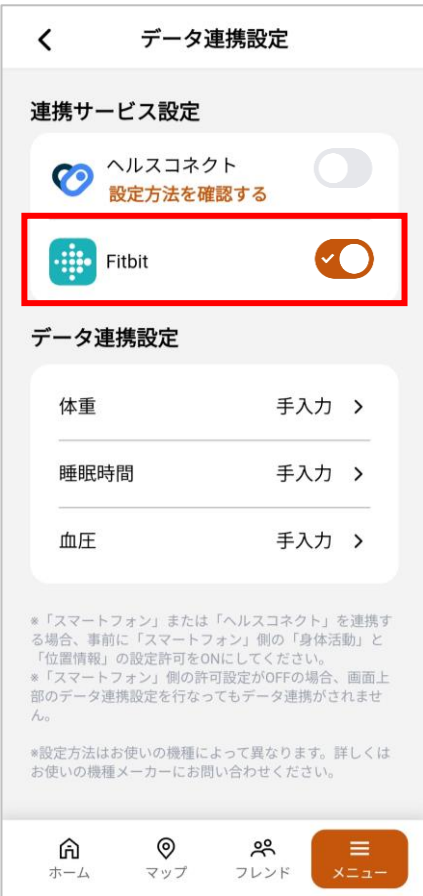 データ連携設定
連携サービス設定
ヘルスコネクト
設定方法を確認する
Fitbit
データ連携設定
体重 手入力
睡眠時間 手入力
血圧 手入力
※「スマートフォン」または「ヘルスコネクト」を連携す
る場合、事前に「スマートフォン」側の「身体活動」と
「位置情報」の設定許可をONにしてください。
※「スマートフォン」側の許可設定がOFFの場合、画面上
部のデータ連携設定を行なってもデータ連携がされませ
ん。
※設定方法はお使いの機種によって異なります。詳しくは
お使いの機種メーカーにお問い合わせください。
ホーム マップ フレンド メニュー